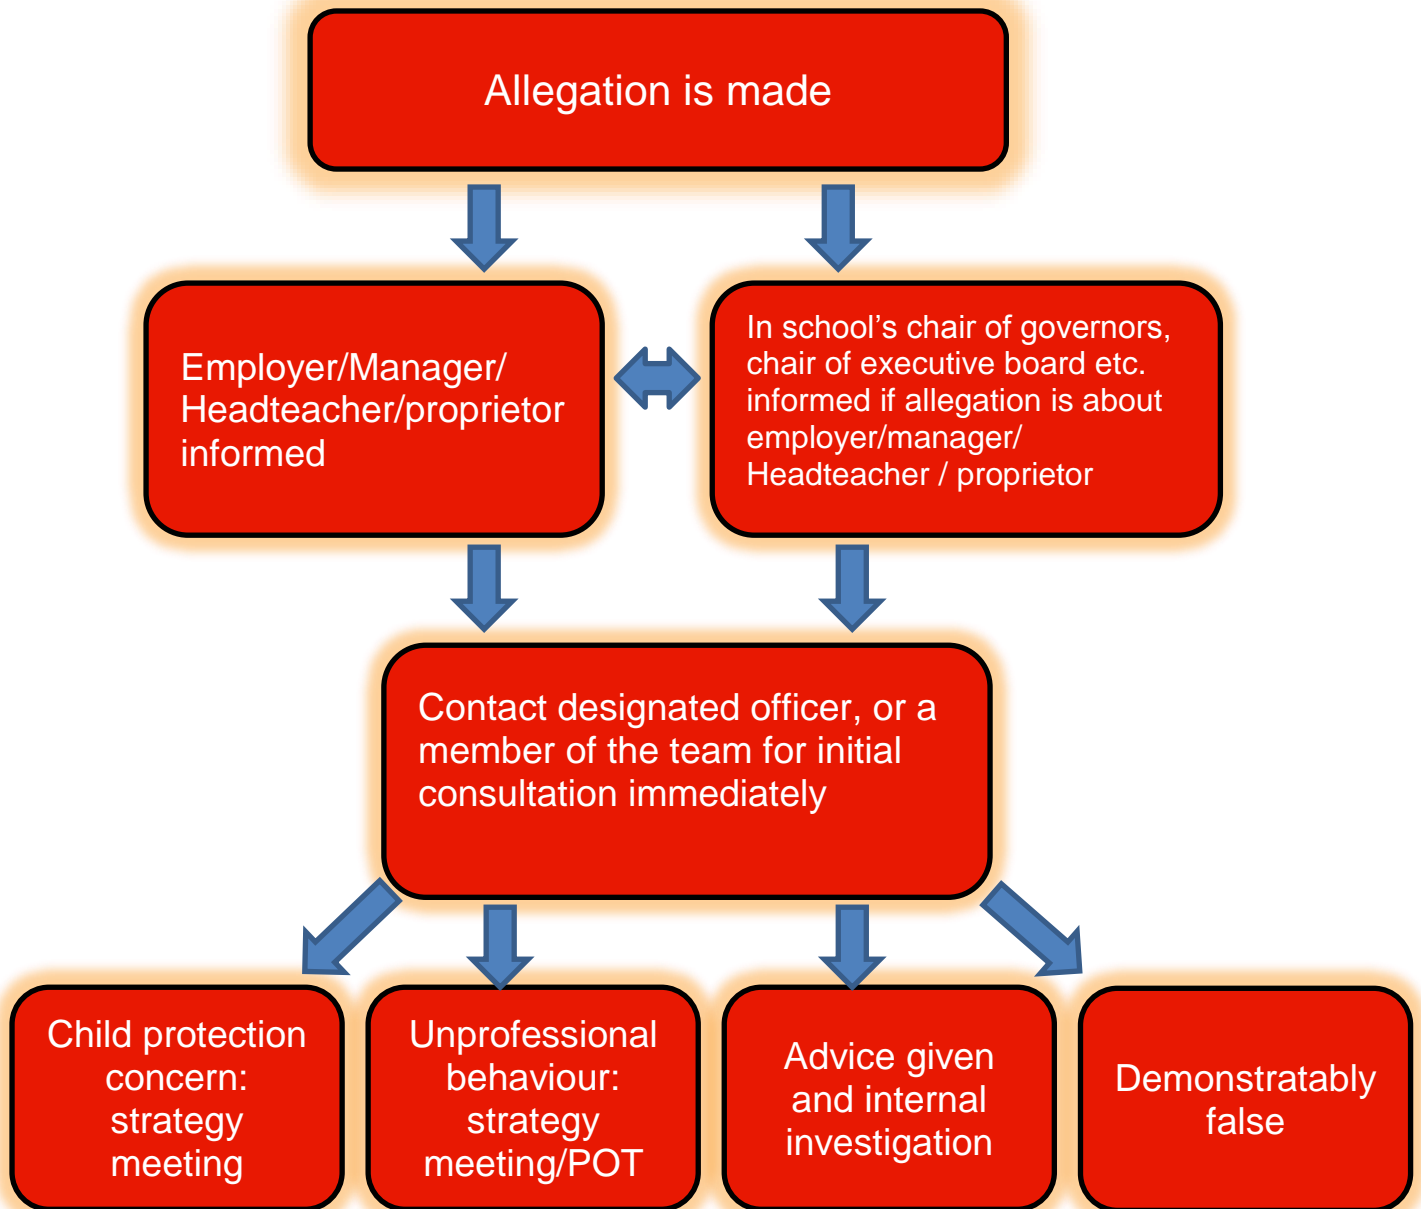 Allegation is made
Employer/Manager/
Headteacher/proprietor
informed
In school’s chair of governors,
chair of executive board etc.
informed if allegation is about
employer/manager/
Headteacher / proprietor
Contact designated officer, or a
member of the team for initial
consultation immediately
Child protection
concern:
strategy
meeting
Unprofessional
behaviour:
strategy
meeting/POT
Advice given
and internal
investigation
Demonstratably
false